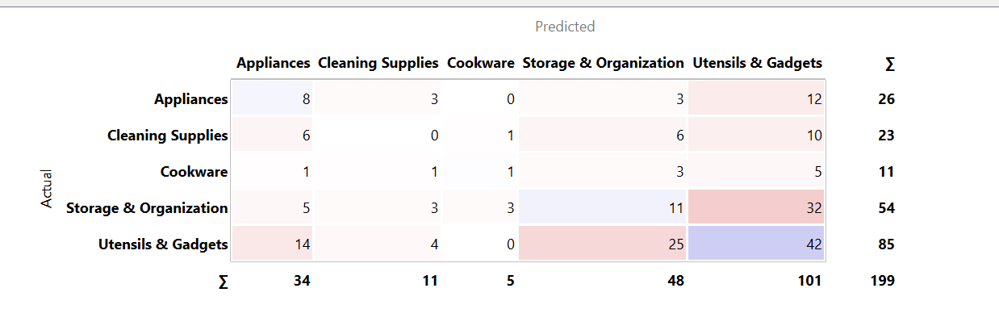 Predicted
Appliances Cleaning Supplies Cookware Storage & Organization Utensils & Gadgets ∑
Appliances 8 3 0 3 12 26
Cleaning Supplies 6 0 1 6 10 23
Cookware 1 1 1 3 5 11
Actual
Storage & Organization 5 3 3 11 32 54
Utensils & Gadgets 14 4 0 25 42 85
∑ 34 11 5 48 101 199